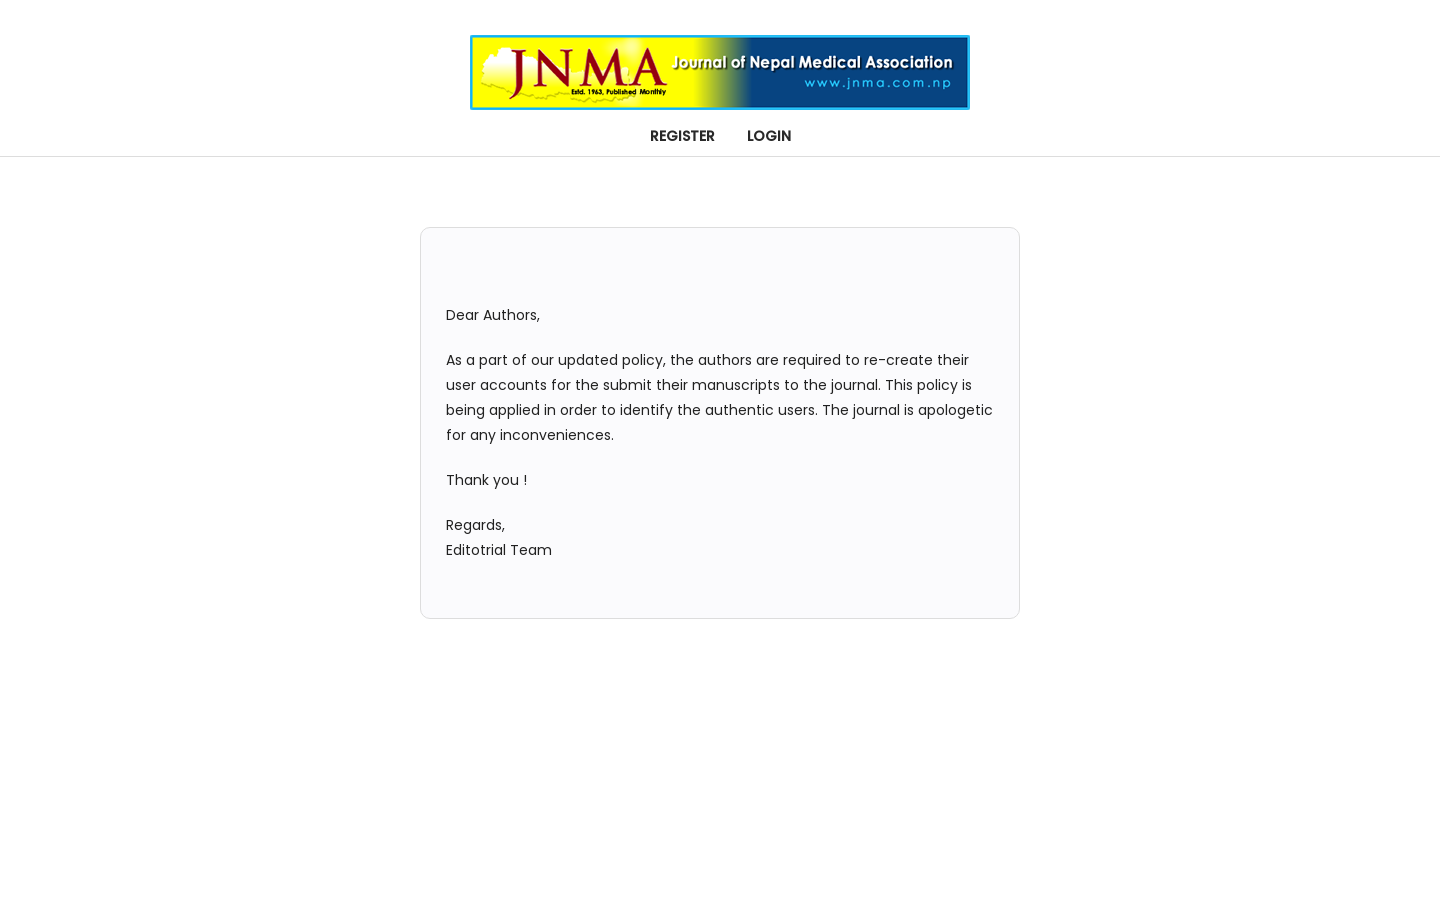 JNMA
Estd. 1963, Published Monthly
Journal of Nepal Medical Association
www.jnma.com.np
REGISTER LOGIN
Dear Authors,
As a part of our updated policy, the authors are required to re-create their
user accounts for the submit their manuscripts to the journal. This policy is
being applied in order to identify the authentic users. The journal is apologetic
for any inconveniences.
Thank you !
Regards,
Editotrial Team